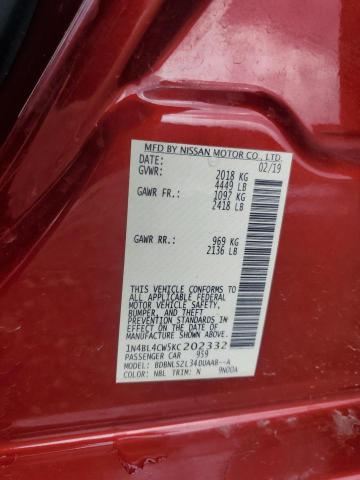 MFD BY NISSAN MOTOR CO., LTD.
DATE: 02/19
GVWR: 2018 KG
4449 LB
GAWR FR.: 1097 KG
2418 LB
GAWR RR.: 969 KG
2136 LB
THIS VEHICLE CONFORMS TO ALL
APPLICABLE U.S. FEDERAL
MOTOR VEHICLE SAFETY,
BUMPER, AND THEFT
PREVENTION STANDARDS IN
EFFECT ON THE DATE OF
MANUFACTURE SHOWN ABOVE.
1N4BL4CW5KC202332
PASSENGER CAR 959
MODEL: BDBNLS2L34DUAAB--A
COLOR: NBL TRIM: N 9N00A